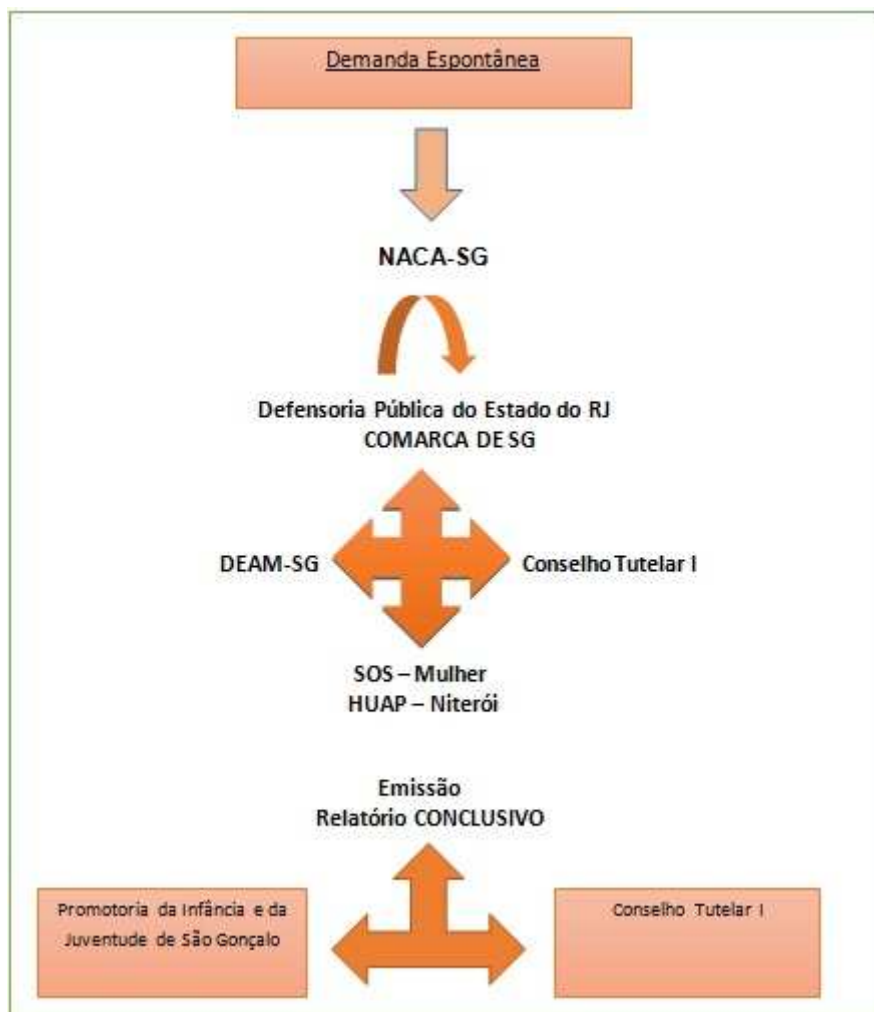 Demanda Espontânea
NACA-SG
Defensoria Pública do Estado do RJ
COMARCA DE SG
DEAM-SG
Conselho Tutelar I
SOS – Mulher
HUAP – Niterói
Emissão
Relatório CONCLUSIVO
Promotoria da Infância e da
Juventude de São Gonçalo
Conselho Tutelar I